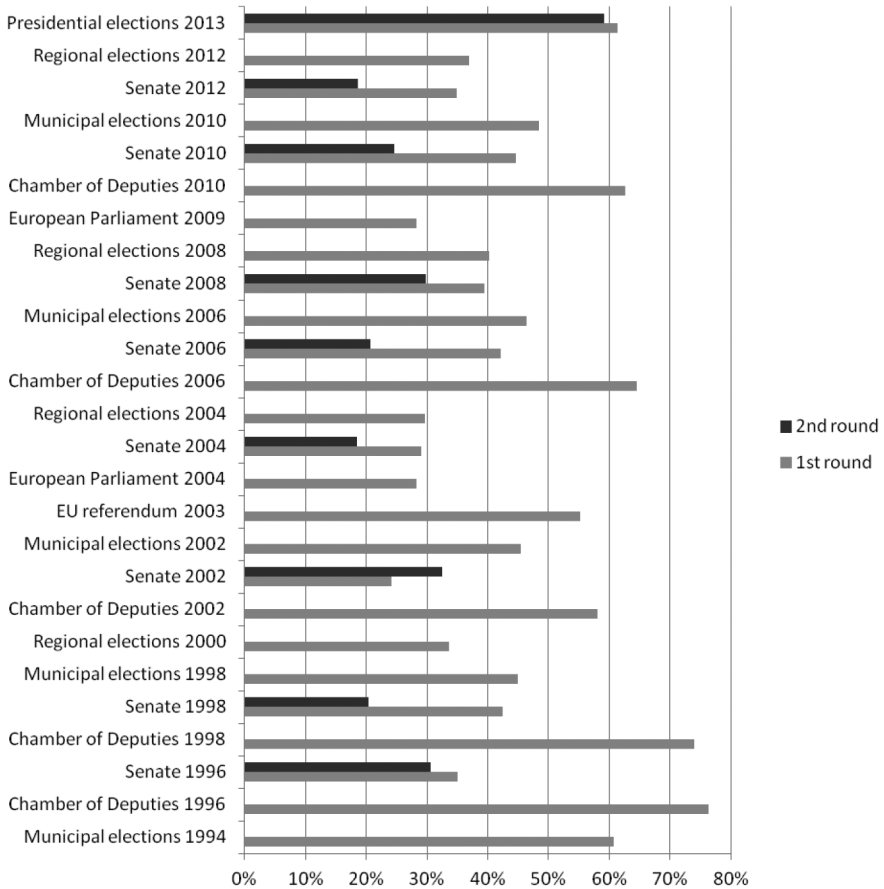 Presidential elections 2013
Regional elections 2012
Senate 2012
Municipal elections 2010
Senate 2010
Chamber of Deputies 2010
European Parliament 2009
Regional elections 2008
Senate 2008
Municipal elections 2006
Senate 2006
Chamber of Deputies 2006
Regional elections 2004
Senate 2004
European Parliament 2004
EU referendum 2003
Municipal elections 2002
Senate 2002
Chamber of Deputies 2002
Regional elections 2000
Municipal elections 1998
Senate 1998
Chamber of Deputies 1998
Senate 1996
Chamber of Deputies 1996
Municipal elections 1994
0% 10% 20% 30% 40% 50% 60% 70% 80%
2nd round
1st round